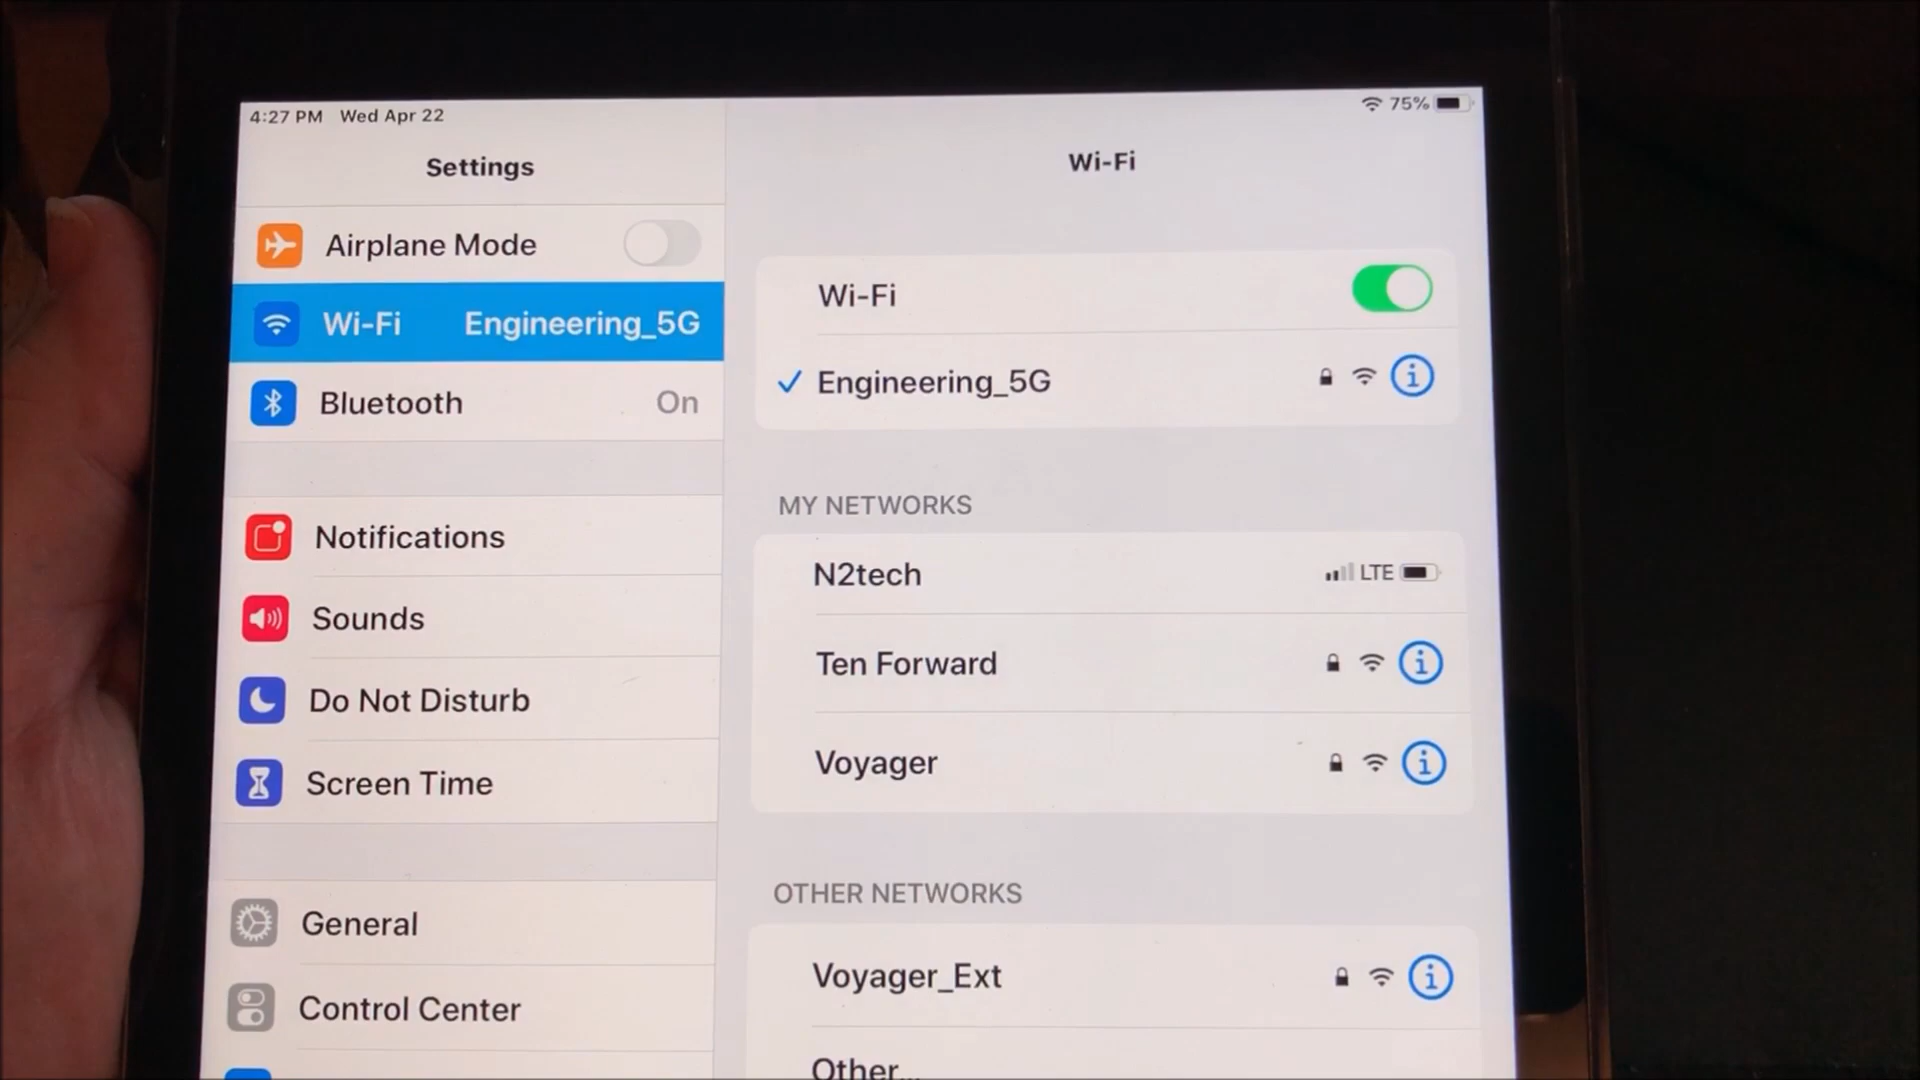 4:27 PM Wed Apr 22
75%
Settings
Airplane Mode
Wi-Fi Engineering_5G
Bluetooth On
Notifications
Sounds
Do Not Disturb
Screen Time
General
Control Center
Wi-Fi
Wi-Fi
Engineering_5G
MY NETWORKS
N2tech LTE
Ten Forward
Voyager
OTHER NETWORKS
Voyager_Ext
Other...